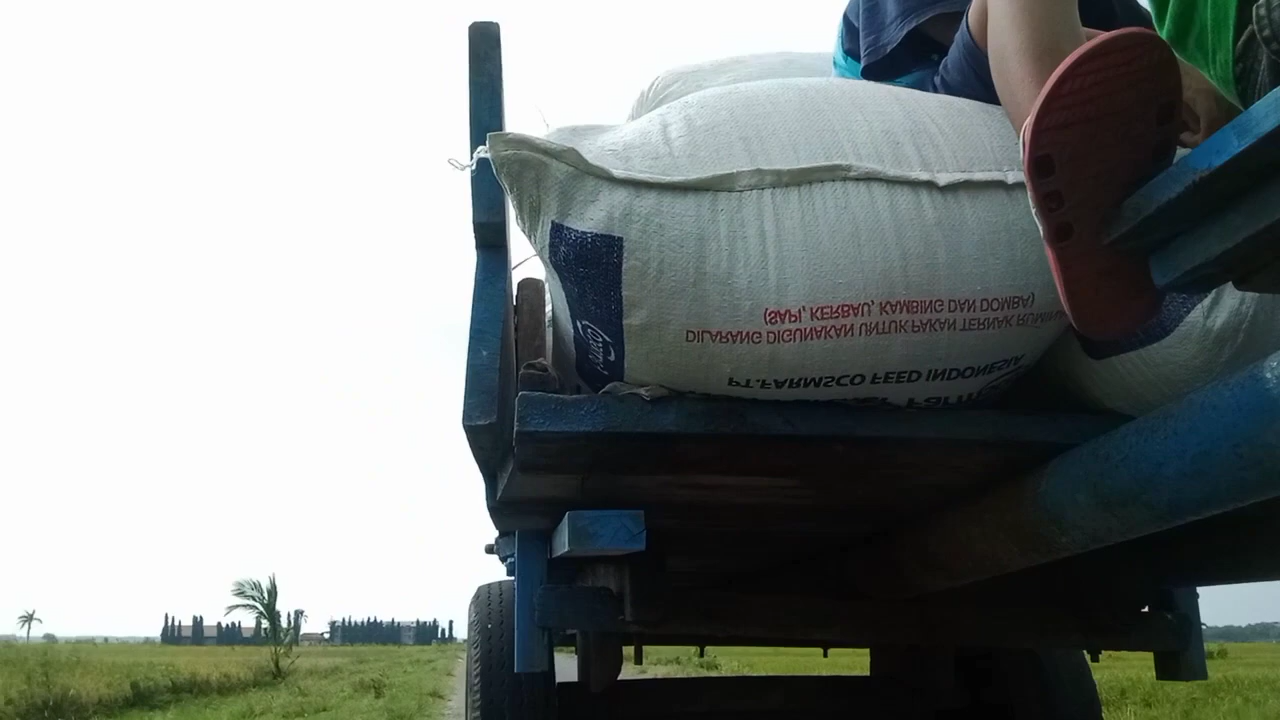 PT.FARMSCO FEED INDONESIA
DILARANG DIGUNAKAN UNTUK PAKAN TERNAK
(SAPI, KERBAU, KAMBING DAN DOMBA)